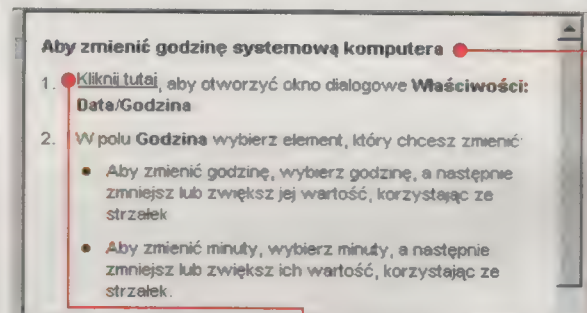 Aby zmienić godzinę systemową komputera
1. Kliknij tutaj, aby otworzyć okno dialogowe Właściwości:
Data/Godzina
2. W polu Godzina wybierz element, który chcesz zmienić:
• Aby zmienić godzinę, wybierz godzinę, a następnie
zmniejsz lub zwiększ jej wartość, korzystając ze
strzałek
• Aby zmienić minuty, wybierz minuty, a następnie
zmniejsz lub zwiększ ich wartość, korzystając ze
strzałek.